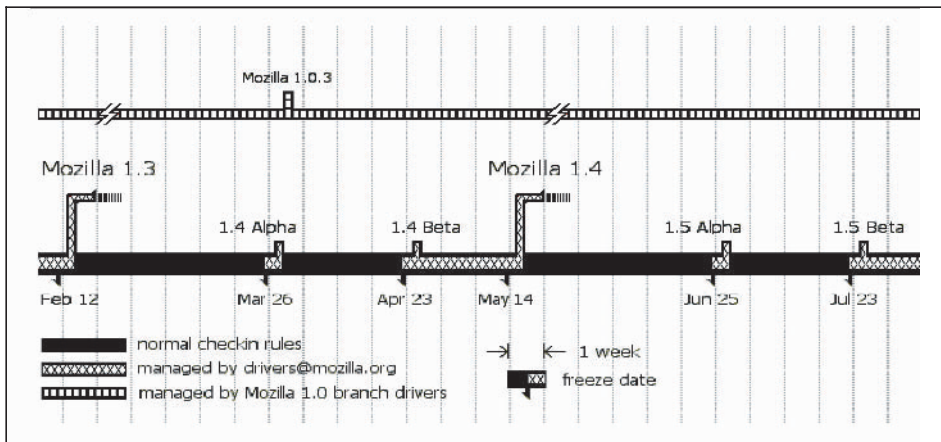 Mozilla 1.0.3
Mozilla 1.3
Mozilla 1.4
1.4 Alpha
1.4 Beta
1.5 Alpha
1.5 Beta
Feb 12
Mar 26
Apr 23
May 14
Jun 25
Jul 23
normal checkin rules
1 week
managed by drivers@mozilla.org
freeze date
managed by Mozilla 1.0 branch drivers